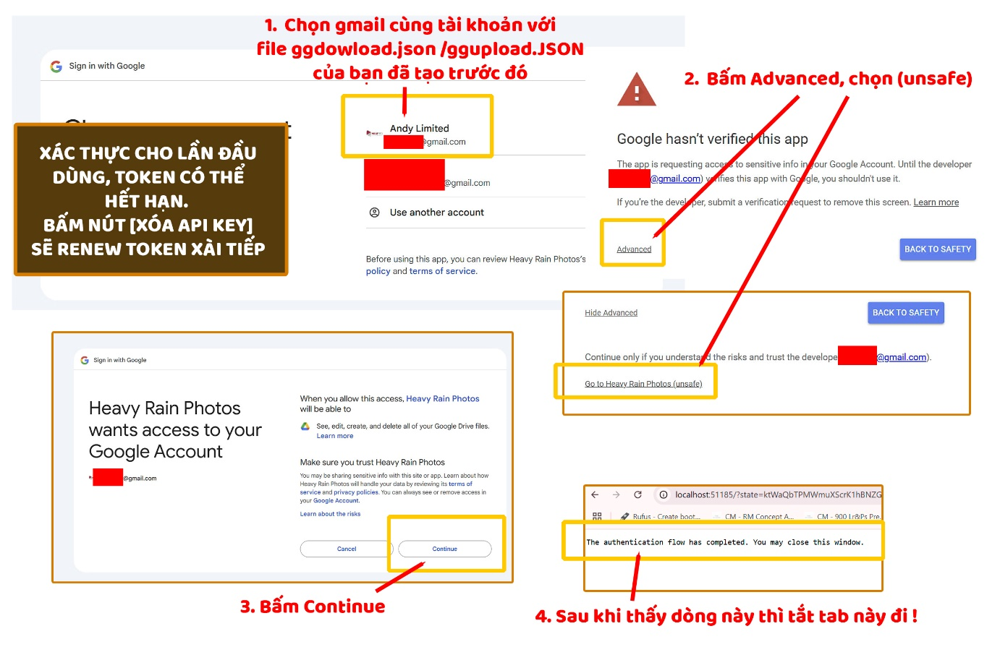 1. Chọn gmail cùng tài khoản với
file ggdowload.json /ggupload.JSON
của bạn đã tạo trước đó
Sign in with Google
XÁC THỰC CHO LẦN ĐẦU
DÙNG, TOKEN CÓ THỂ
HẾT HẠN.
BẤM NÚT [XÓA API KEY]
SẼ RENEW TOKEN XÀI TIẾP
Andy Limited
@gmail.com
@gmail.com
Use another account
Before using this app, you can review Heavy Rain Photos's
policy and terms of service.
2. Bấm Advanced, chọn (unsafe)
Google hasn't verified this app
The app is requesting access to sensitive info in your Google Account. Until the developer
@gmail.com) verifies this app with Google, you shouldn't use it.
If you're the developer, submit a verification request to remove this screen. Learn more
Advanced
BACK TO SAFETY
Hide Advanced
BACK TO SAFETY
Continue only if you understand the risks and trust the develope
@gmail.com).
Go to Heavy Rain Photos (unsafe)
Sign in with Google
Heavy Rain Photos
wants access to your
Google Account
@gmail.com
When you allow this access, Heavy Rain Photos
will be able to
See, edit, create, and delete all of your Google Drive files.
Learn more
Make sure you trust Heavy Rain Photos
You may be sharing sensitive info with this site or app. Learn about how
Heavy Rain Photos will handle your data by reviewing its terms of
service and privacy policies. You can always see or remove access in
your Google Account.
Learn about the risks
Cancel
Continue
3. Bấm Continue
localhost:51185/?state=ktWaQbTPMWmuXScrK1hBNZG
Rufus - Create boot...
CM - RM Concept A...
CM - 900 Lr&Ps Pre
The authentication flow has completed. You may close this window.
4. Sau khi thấy dòng này thì tắt tab này đi !